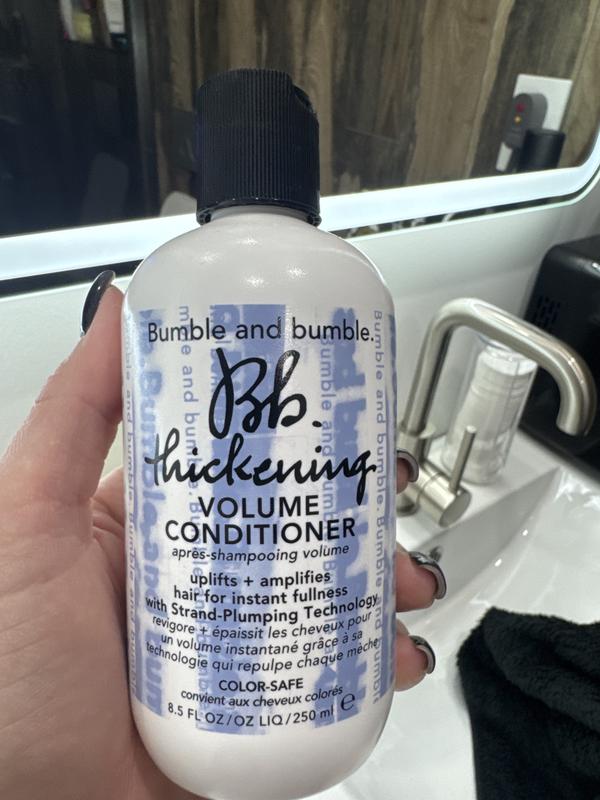 Bumble and bumble.
Bb.
thickening
VOLUME
CONDITIONER
après-shampooing volume
uplifts + amplifies
hair for instant fullness
with Strand-Plumping Technology
revigore + épaissit les cheveux pour
un volume instantané grâce à sa
technologie qui repulpe chaque mèche
COLOR-SAFE
convient aux cheveux colorés
8.5 FL OZ/OZ LIQ/250 ml ℮